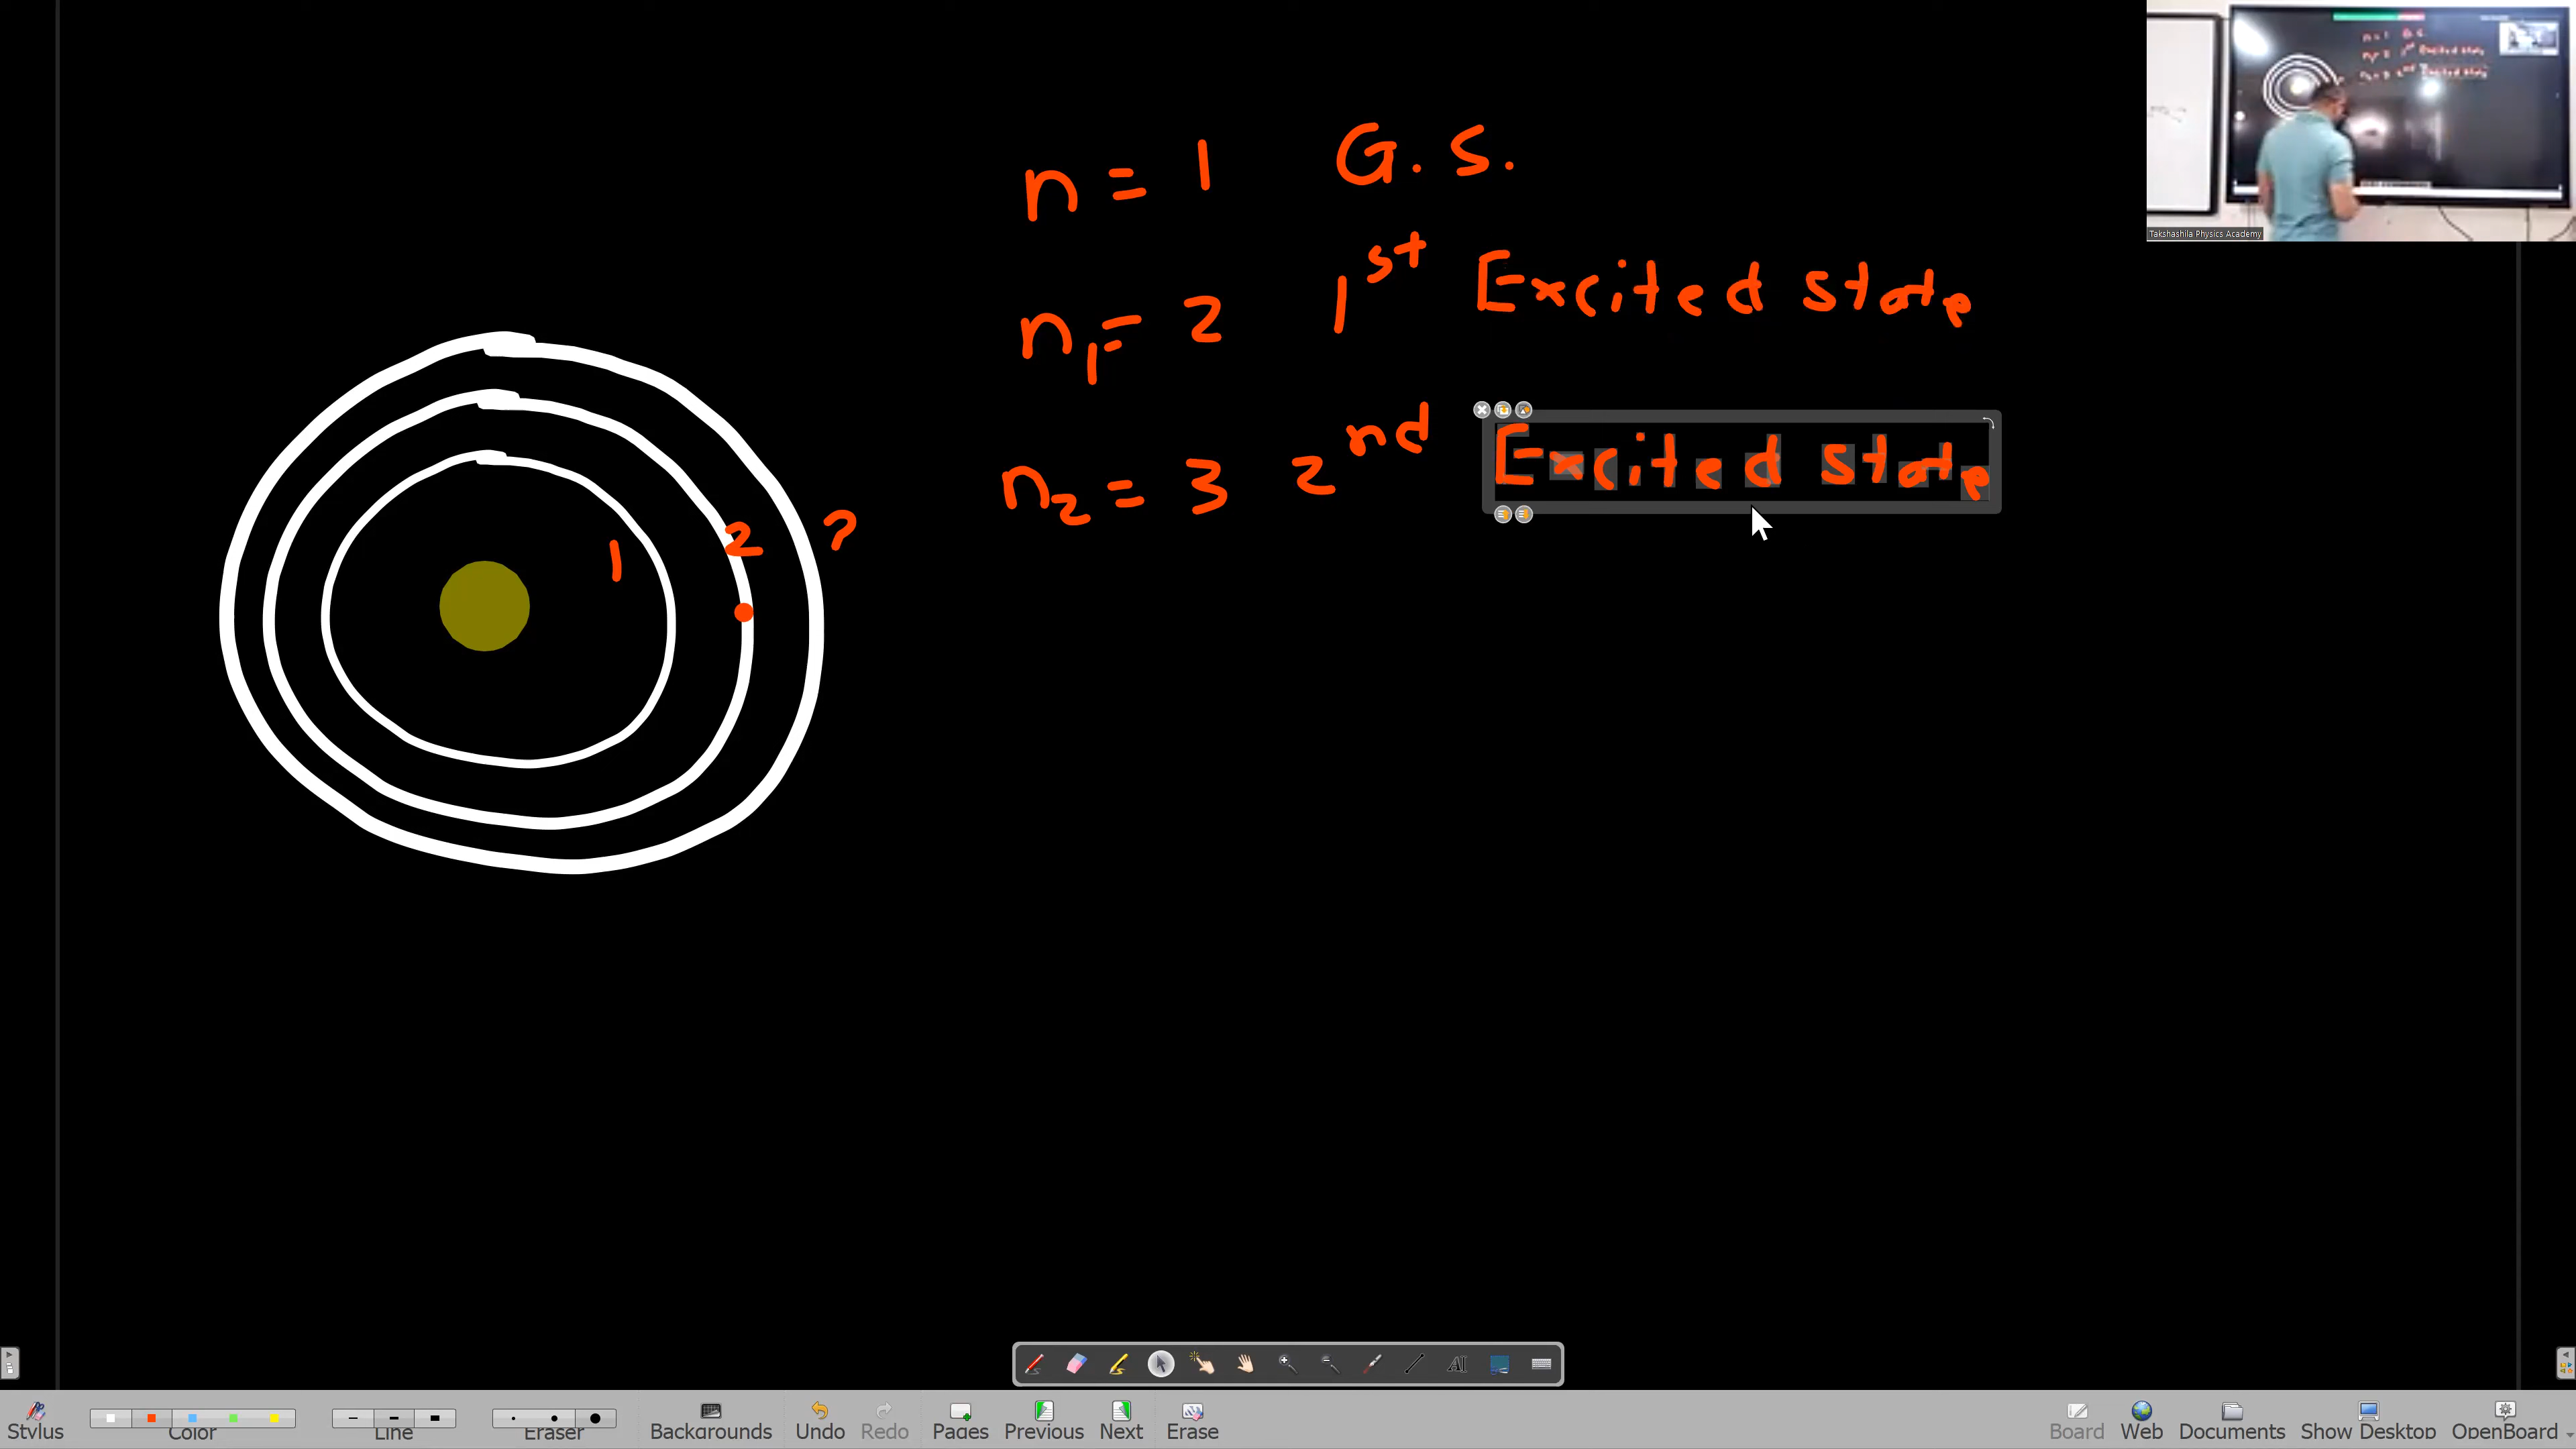 n = 1 G.S.
n₁ = 2 1st Excited state
n₂ = 3 2nd Excited state
1 2
Takshashila Physics Academy
Stylus Color Line Eraser Backgrounds Undo Redo Pages Previous Next Erase Board Web Documents Show Desktop OpenBoard